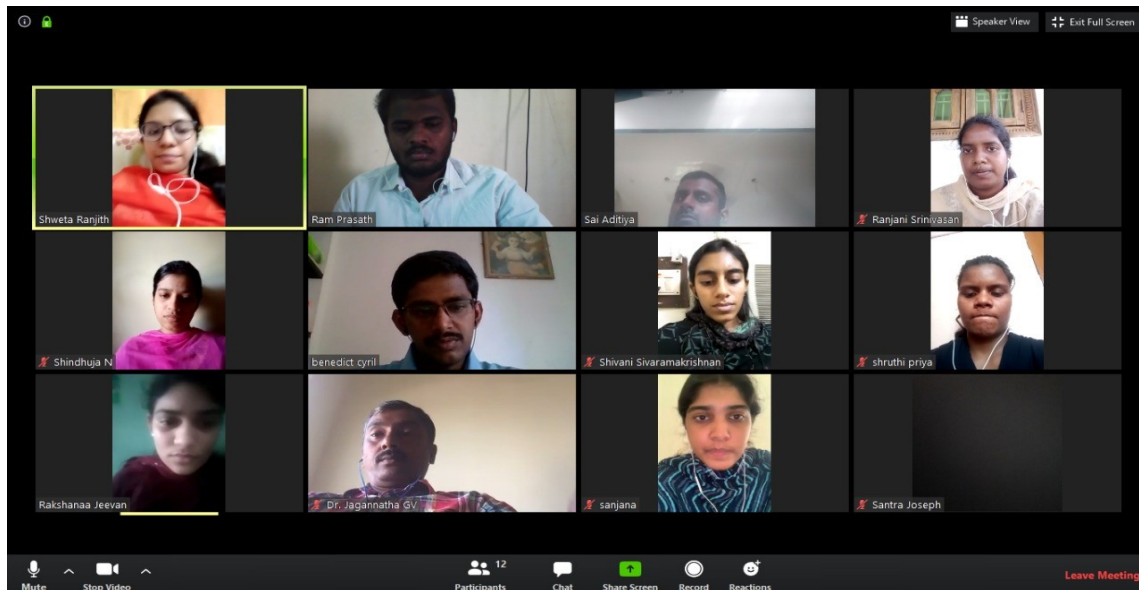 Speaker View Exit Full Screen
Shweta Ranjith
Ram Prasath
Sai Aditiya
Ranjani Srinivasan
Shindhuja N
benedict cyril
Shivani Sivaramakrishnan
shruthi priya
Rakshanaa Jeevan
Dr. Jagannatha GV
sanjana
Santra Joseph
Mute Stop Video Participants 12 Chat Share Screen Record Reactions Leave Meeting